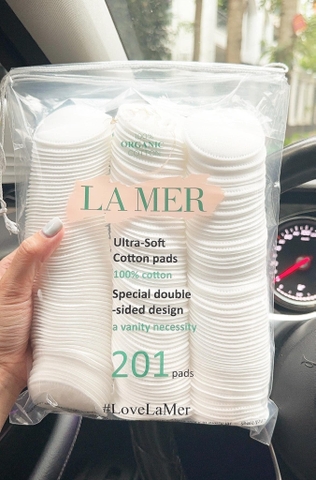 ORGANIC
LA MER
Ultra-Soft
Cotton pads
100% cotton
Special double
-sided design
a vanity necessity
201 pads
#LoveLaMer